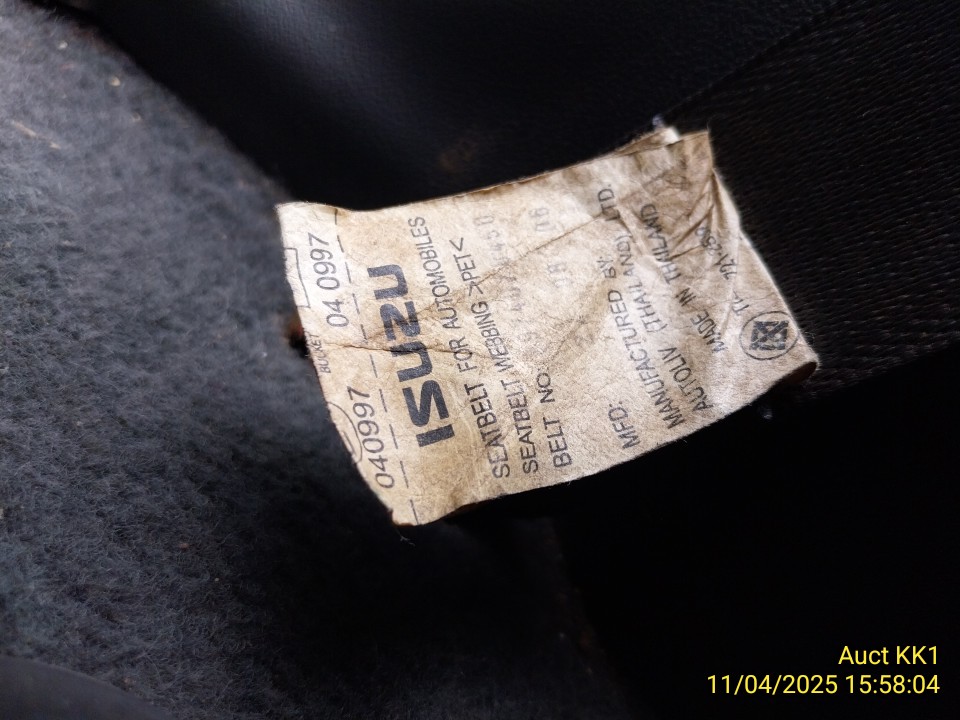 040997 04 0997
ISUZU
SEATBELT FOR AUTOMOBILES
SEATBELT WEBBING >PET<
BELT NO.
MFD.
MANUFACTURED BY
AUTOLIV (THAILAND) LTD.
MADE IN THAILAND
Auct KK1
11/04/2025 15:58:04